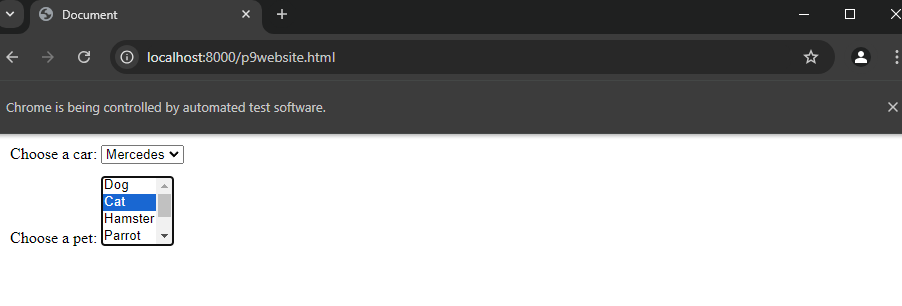 Document
localhost:8000/p9website.html
Chrome is being controlled by automated test software.
Choose a car: Mercedes
Dog
Cat
Hamster
Parrot
Choose a pet: